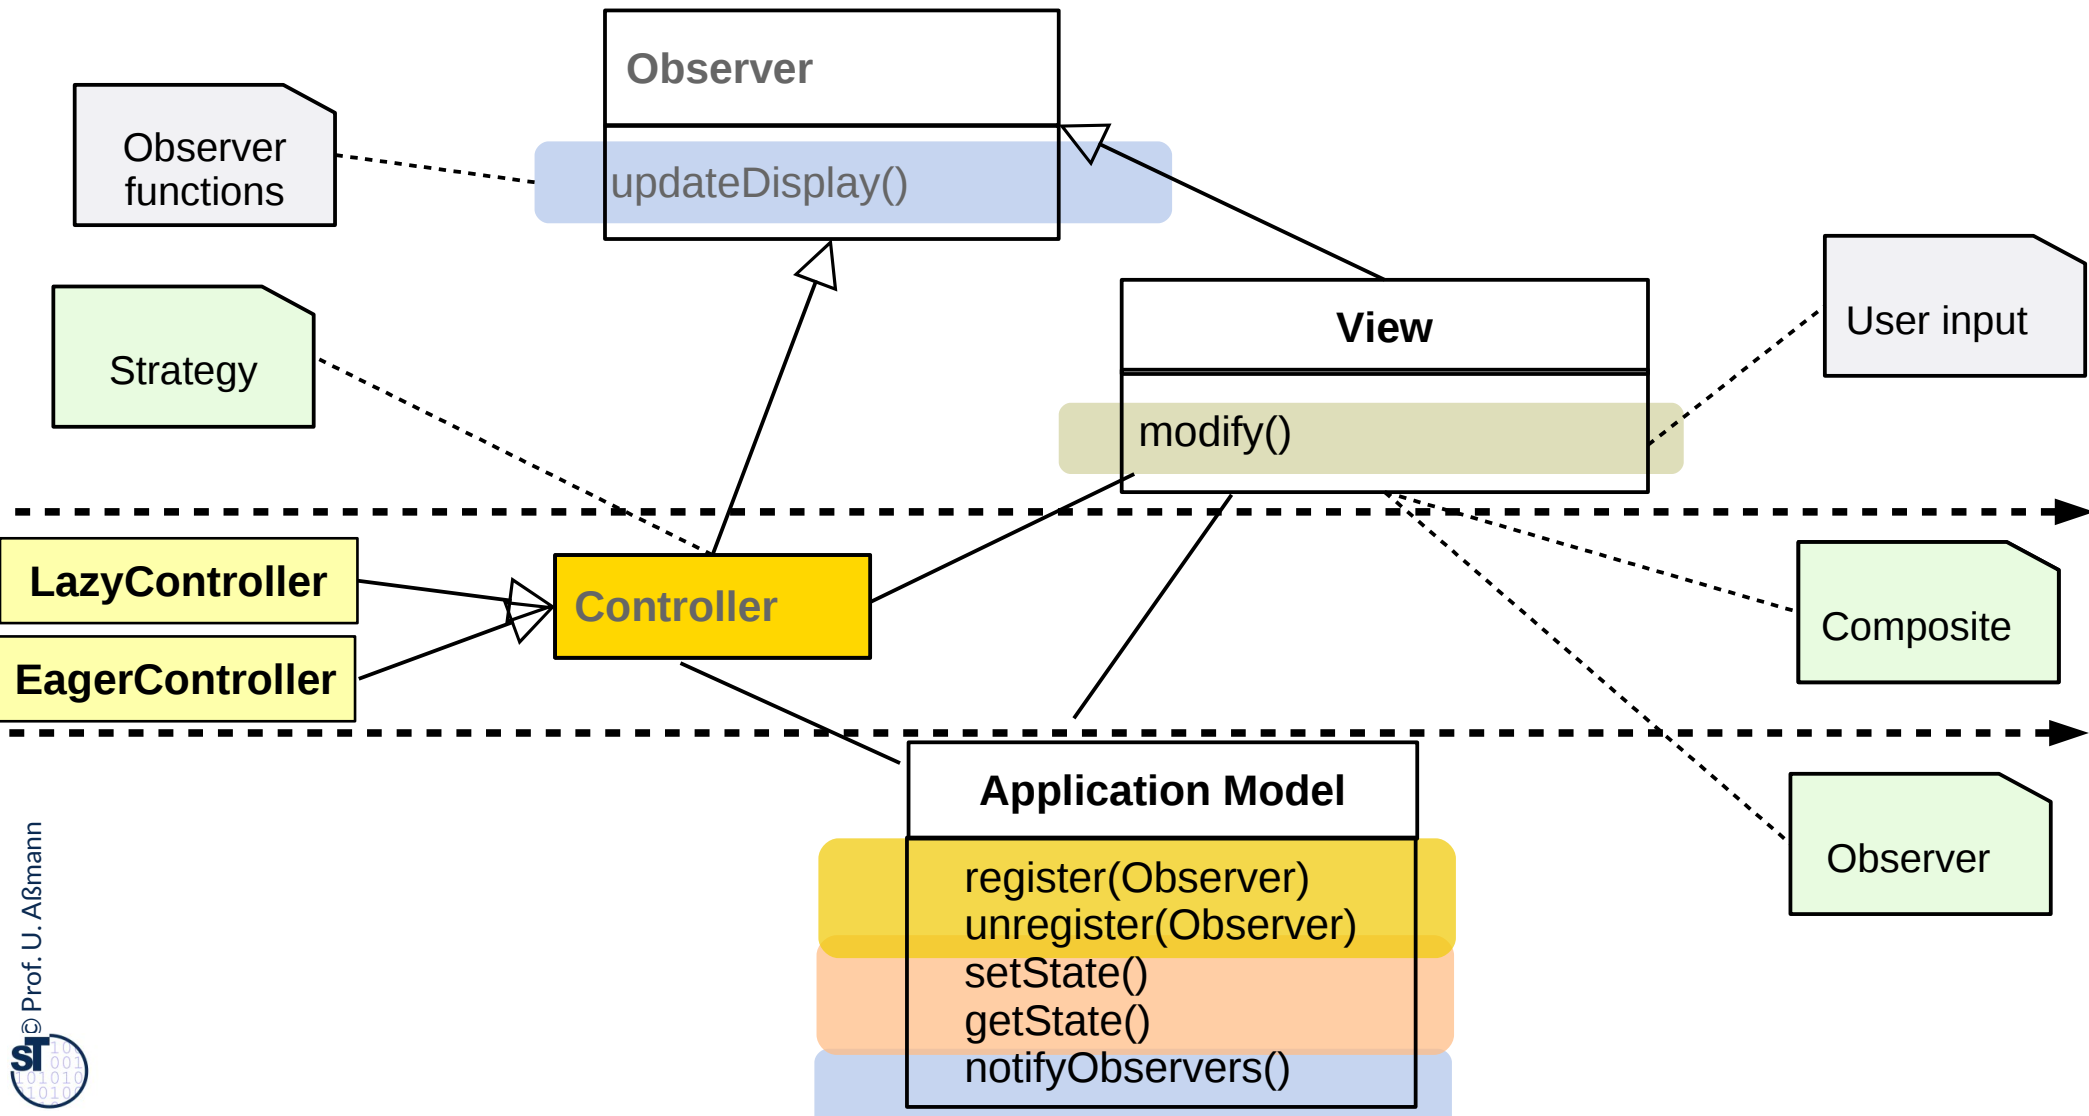 Observer
Observer
functions
updateDisplay()
View
User input
Strategy
modify()
LazyController
Controller
EagerController
Composite
Application Model
register(Observer)
unregister(Observer)
setState()
getState()
notifyObservers()
Observer
© Prof. U. Aßmann
ST